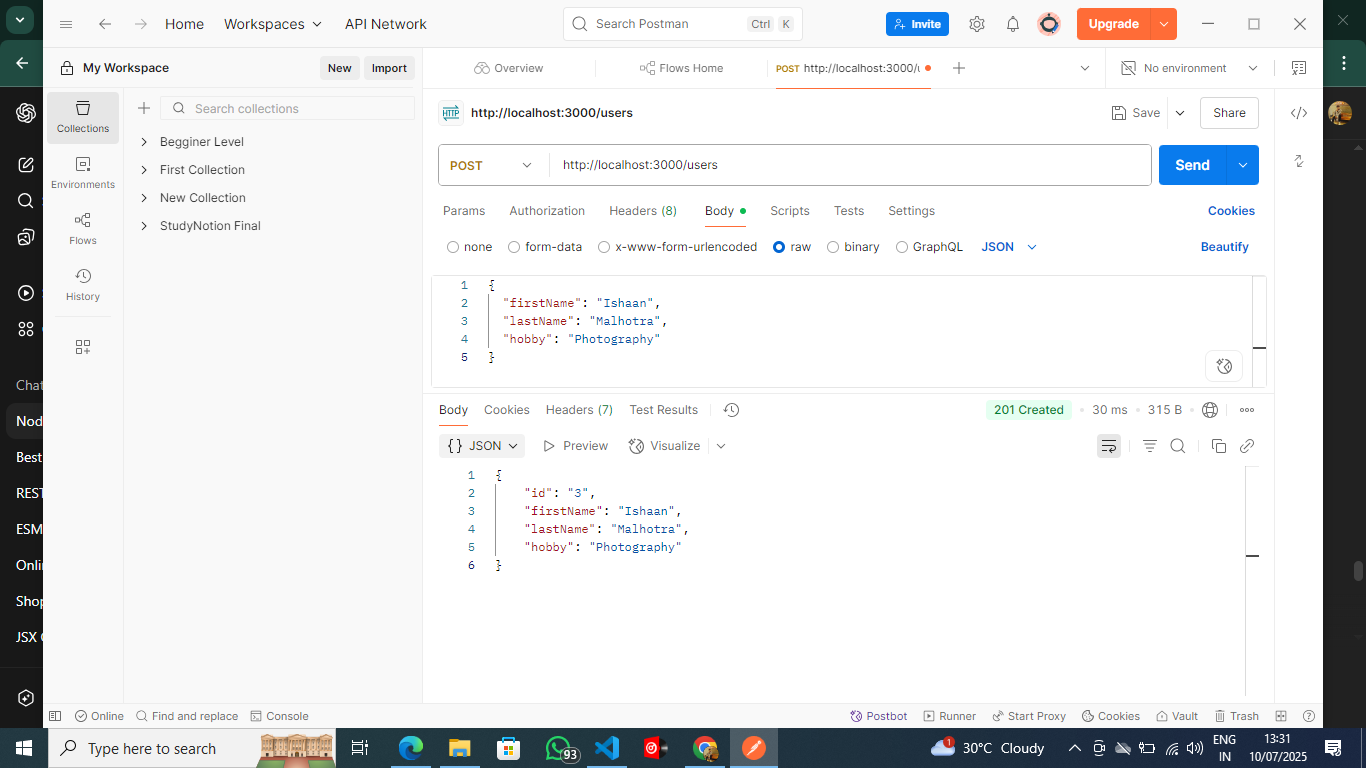 Home
Workspaces
API Network
Search Postman
Ctrl K
Invite
Upgrade
My Workspace
New
Import
Overview
Flows Home
POST http://localhost:3000/u
No environment
Collections
Environments
Flows
History
Search collections
Begginer Level
First Collection
New Collection
StudyNotion Final
HTTP http://localhost:3000/users
Save
Share
POST
http://localhost:3000/users
Send
Params
Authorization
Headers (8)
Body
Scripts
Tests
Settings
Cookies
none
form-data
x-www-form-urlencoded
raw
binary
GraphQL
JSON
Beautify
1 {
2 "firstName": "Ishaan",
3 "lastName": "Malhotra",
4 "hobby": "Photography"
5 }
Body
Cookies
Headers (7)
Test Results
201 Created
30 ms
315 B
{} JSON
Preview
Visualize
1 {
2 "id": "3",
3 "firstName": "Ishaan",
4 "lastName": "Malhotra",
5 "hobby": "Photography"
6 }
Chat
Nod
Best
REST
ESM
Onli
Shop
JSX
Online
Find and replace
Console
Postbot
Runner
Start Proxy
Cookies
Vault
Trash
Type here to search
93
1
30°C Cloudy
ENG
IN
13:31
10/07/2025